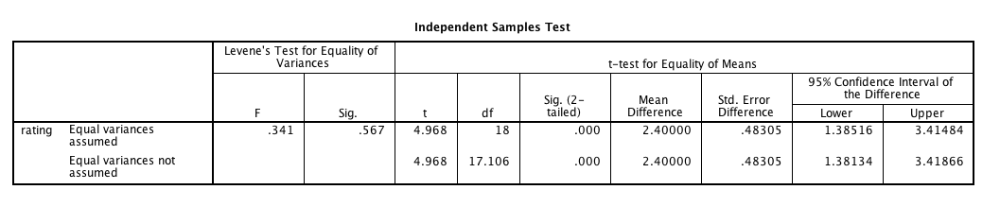 Independent Samples Test
Levene's Test for Equality of
Variances
t-test for Equality of Means
F
Sig.
t
df
Sig. (2-
tailed)
Mean
Difference
Std. Error
Difference
95% Confidence Interval of
the Difference
Lower
Upper
rating Equal variances
assumed
.341 .567 4.968 18 .000 2.40000 .48305 1.38516 3.41484
Equal variances not
assumed
4.968 17.106 .000 2.40000 .48305 1.38134 3.41866